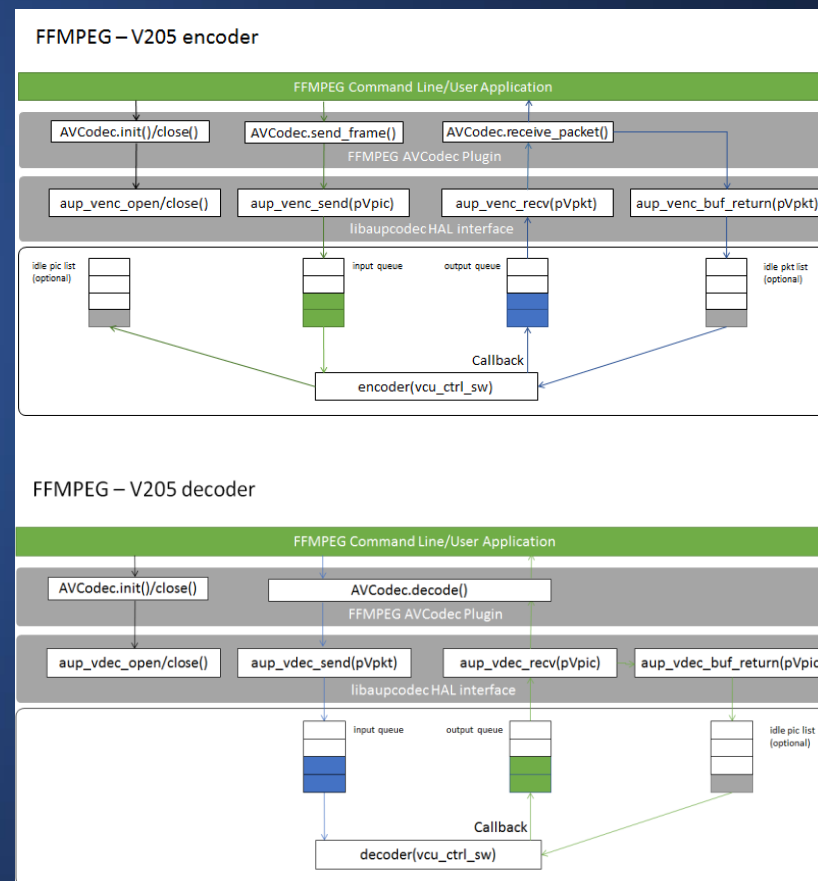 FFMPEG – V205 encoder
FFMPEG Command Line/User Application
AVCodec.init()/close()
AVCodec.send_frame()
AVCodec.receive_packet()
FFMPEG AVCodec Plugin
aup_venc_open/close()
aup_venc_send(pVpic)
aup_venc_recv(pVpkt)
aup_venc_buf_return(pVpkt)
libaupcodec HAL interface
idle pic list
(optional)
input queue
output queue
idle pkt list
(optional)
Callback
encoder(vcu_ctrl_sw)
FFMPEG – V205 decoder
FFMPEG Command Line/User Application
AVCodec.init()/close()
AVCodec.decode()
FFMPEG AVCodec Plugin
aup_vdec_open/close()
aup_vdec_send(pVpkt)
aup_vdec_recv(pVpic)
aup_vdec_buf_return(pVpic
libaupcodec HAL interface
input queue
output queue
idle pic list
(optional)
Callback
decoder(vcu_ctrl_sw)